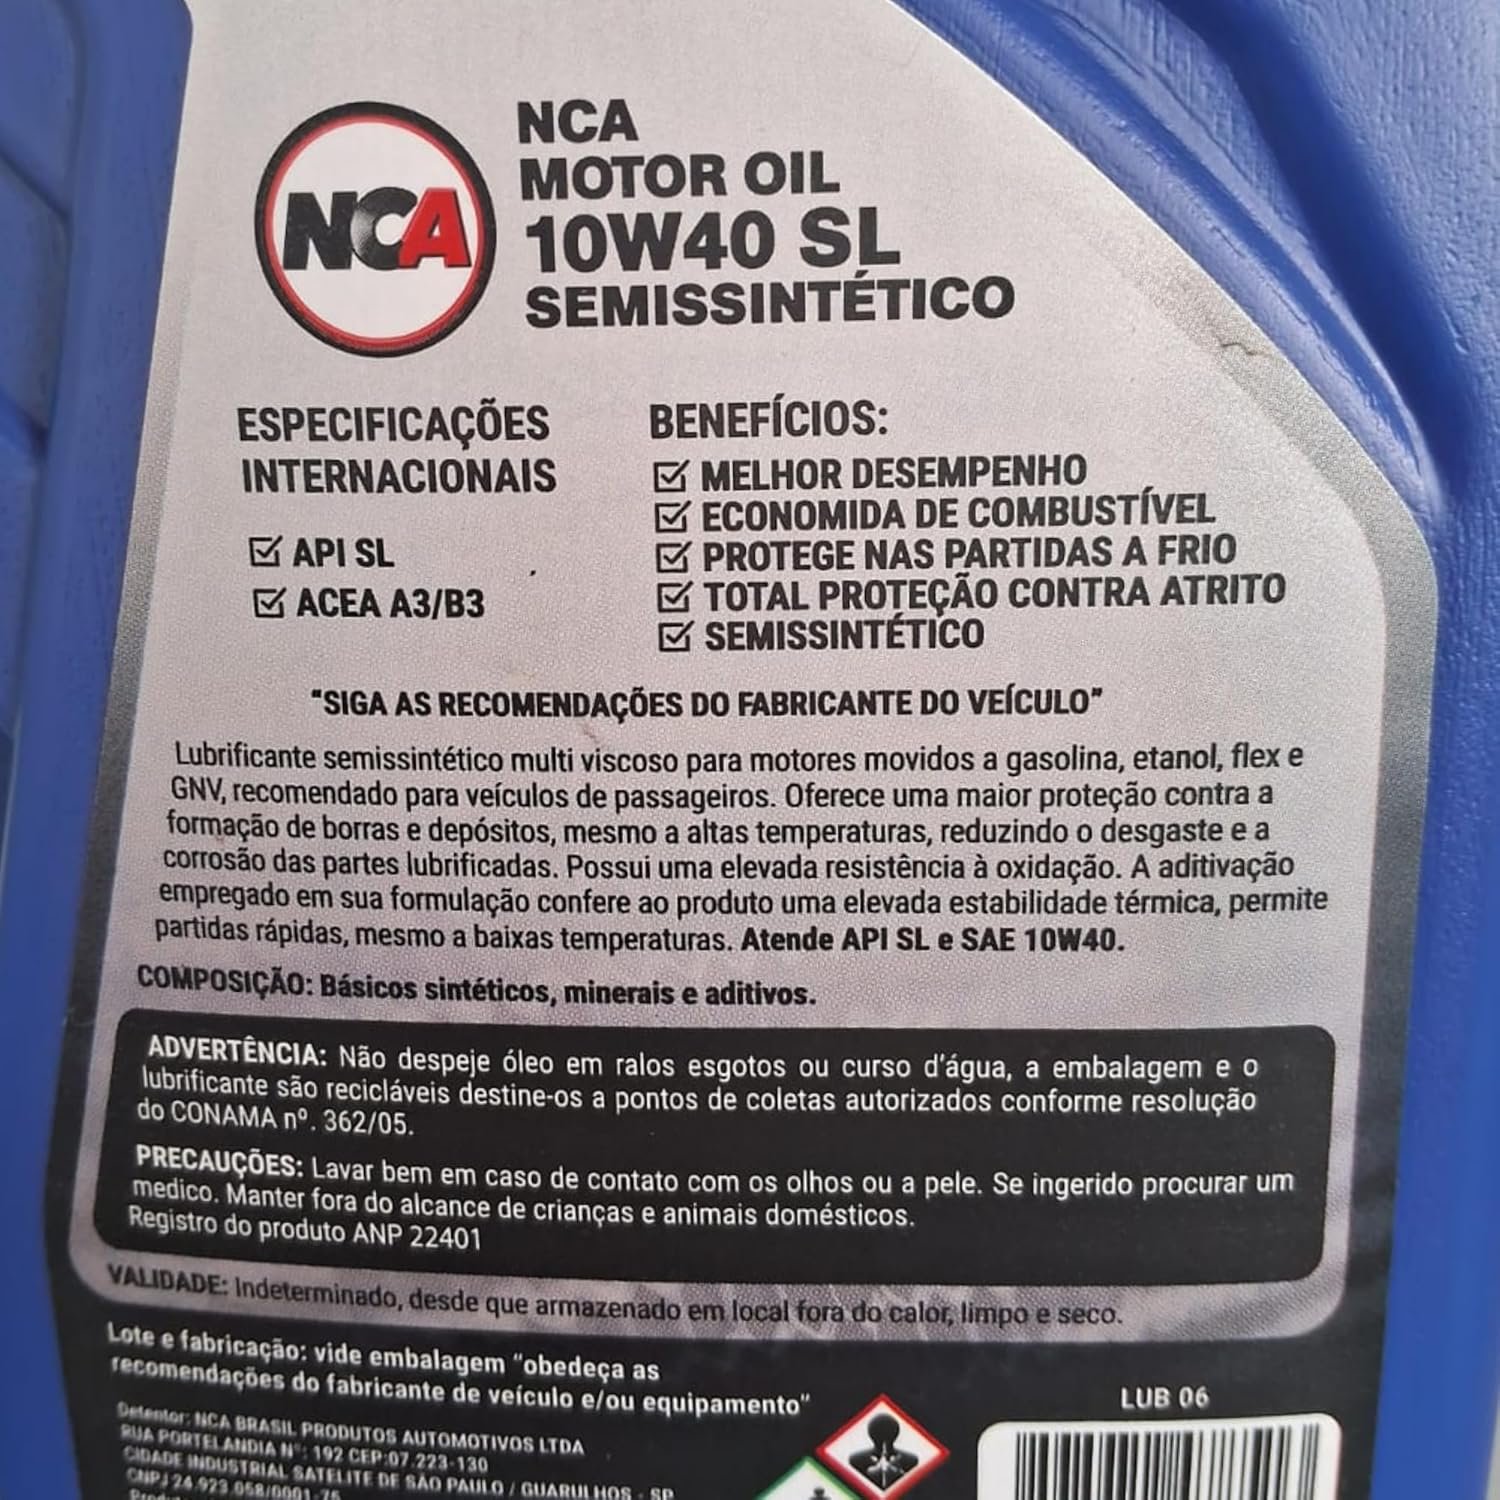 NCA
NCA
MOTOR OIL
10W40 SL
SEMISSINTÉTICO
ESPECIFICAÇÕES
INTERNACIONAIS
API SL
ACEA A3/B3
BENEFÍCIOS:
MELHOR DESEMPENHO
ECONOMIDA DE COMBUSTÍVEL
PROTEGE NAS PARTIDAS A FRIO
TOTAL PROTEÇÃO CONTRA ATRITO
SEMISSINTÉTICO
"SIGA AS RECOMENDAÇÕES DO FABRICANTE DO VEÍCULO"
Lubrificante semissintético multi viscoso para motores movidos a gasolina, etanol, flex e
GNV, recomendado para veículos de passageiros. Oferece uma maior proteção contra a
formação de borras e depósitos, mesmo a altas temperaturas, reduzindo o desgaste e a
corrosão das partes lubrificadas. Possui uma elevada resistência à oxidação. A aditivação
empregado em sua formulação confere ao produto uma elevada estabilidade térmica, permite
partidas rápidas, mesmo a baixas temperaturas. Atende API SL e SAE 10W40.
COMPOSIÇÃO: Básicos sintéticos, minerais e aditivos.
ADVERTÊNCIA: Não despeje óleo em ralos esgotos ou curso d'água, a embalagem e o
lubrificante são recicláveis destine-os a pontos de coletas autorizados conforme resolução
do CONAMA nº. 362/05.
PRECAUÇÕES: Lavar bem em caso de contato com os olhos ou a pele. Se ingerido procurar um
medico. Manter fora do alcance de crianças e animais domésticos.
Registro do produto ANP 22401
VALIDADE: Indeterminado, desde que armazenado em local fora do calor, limpo e seco.
Lote e fabricação: vide embalagem "obedeça as
recomendações do fabricante de veículo e/ou equipamento"
Detentor: NCA BRASIL PRODUTOS AUTOMOTIVOS LTDA
RUA PORTELANDIA Nº: 192 CEP:07.223-130
CIDADE INDUSTRIAL SATELITE DE SÃO PAULO / GUARULHOS - SP
CNPJ 24.923.058/0001-75
LUB 06